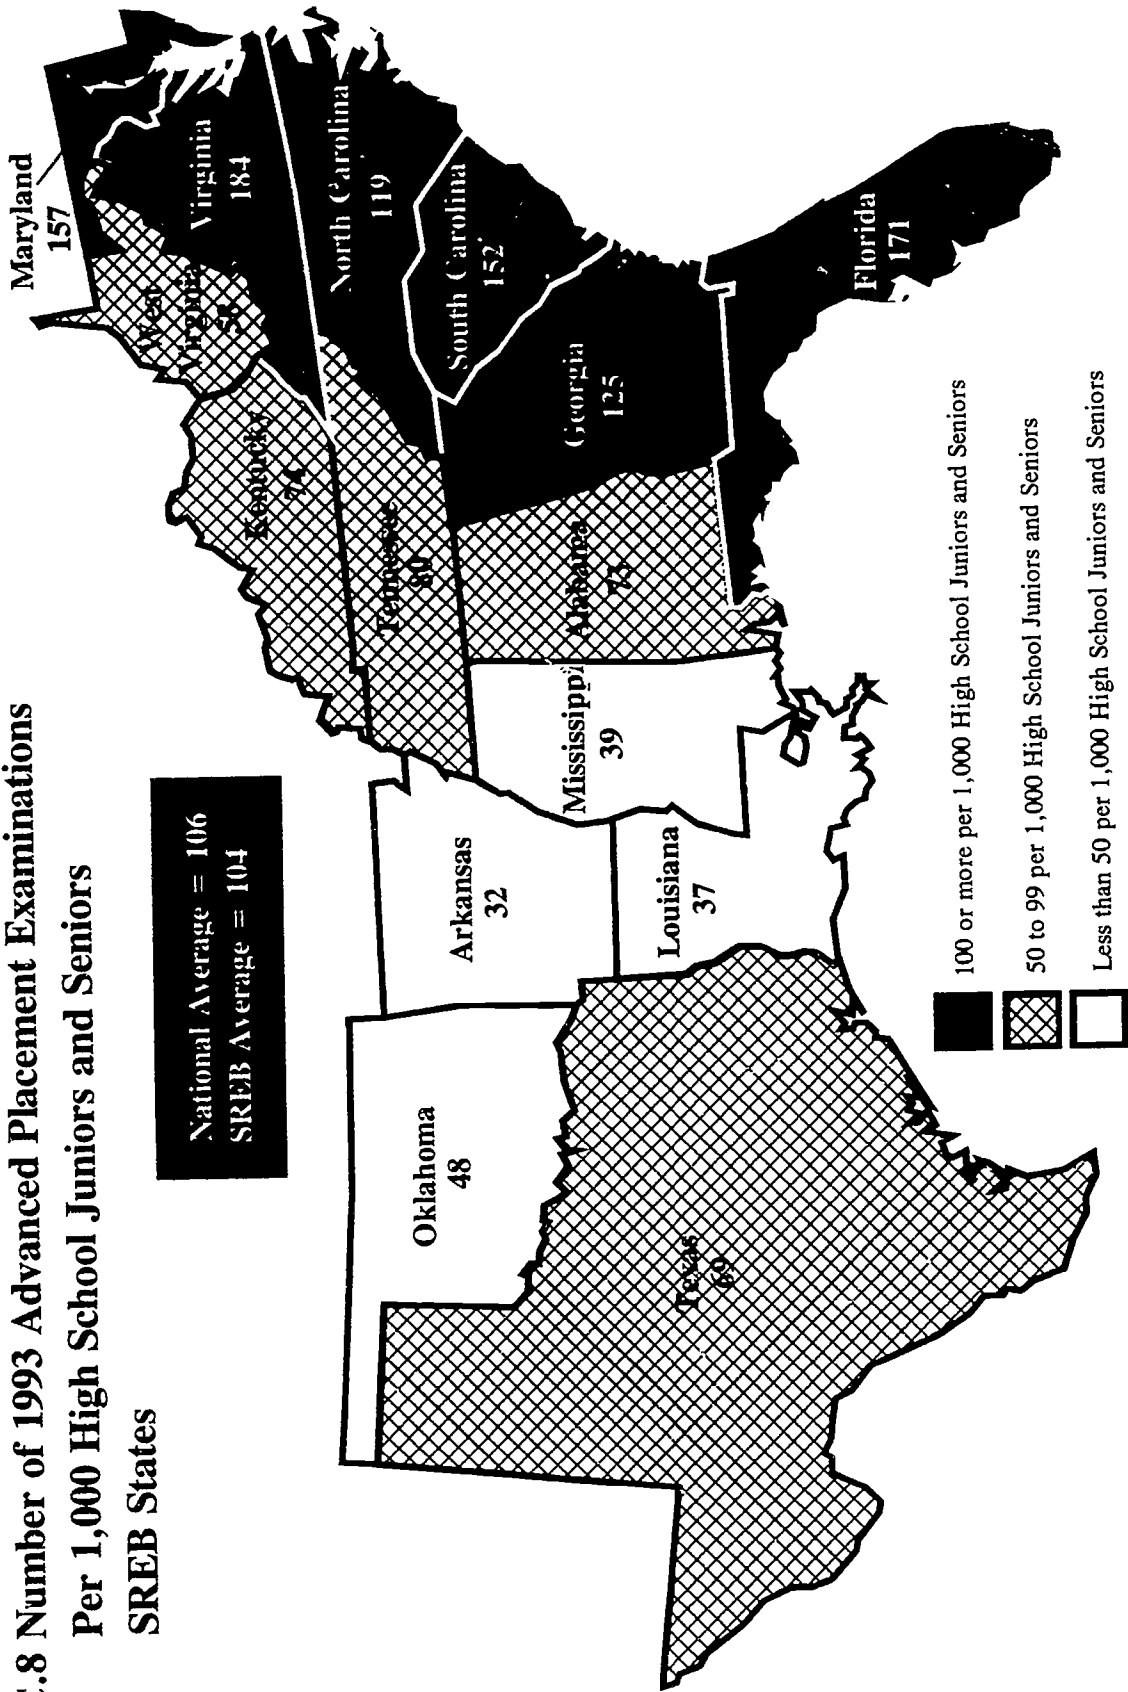 .8 Number of 1993 Advanced Placement Examinations
Per 1,000 High School Juniors and Seniors
SREB States
National Average = 106
SREB Average = 104
Maryland
157
West
Virginia
Virginia
184
Kentucky
74
North Carolina
119
Tennessee
80
South Carolina
152
Georgia
125
Alabama
73
Florida
171
Mississippi
39
Arkansas
32
Louisiana
37
Oklahoma
48
Texas
69
100 or more per 1,000 High School Juniors and Seniors
50 to 99 per 1,000 High School Juniors and Seniors
Less than 50 per 1,000 High School Juniors and Seniors